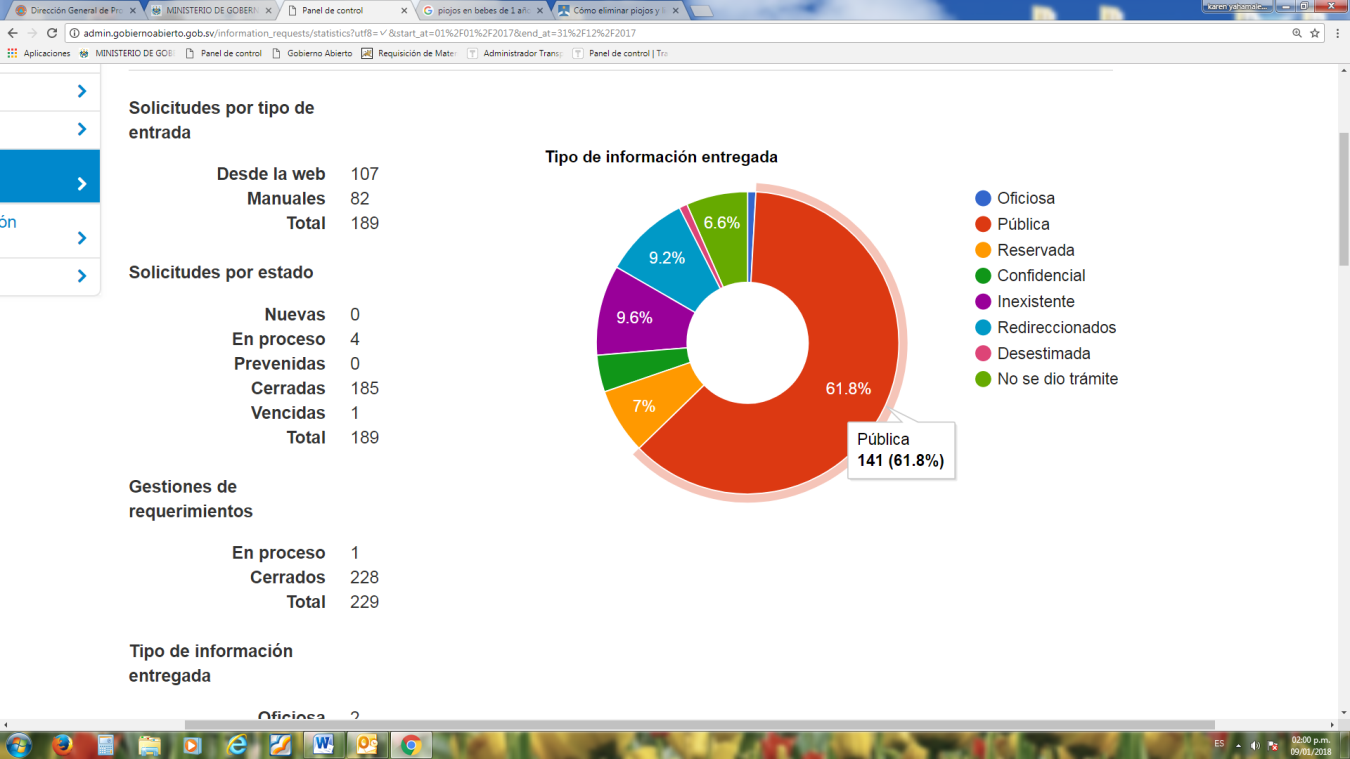 Dirección General de Pro
MINISTERIO DE GOBERN
Panel de control
piojos en bebes de 1 año
Cómo eliminar piojos y l
karen yahamale...
admin.gobiernoabierto.gob.sv/information_requests/statistics?utf8=✓&start_at=01%2F01%2F2017&end_at=31%2F12%2F2017
Aplicaciones MINISTERIO DE GOBE Panel de control Gobierno Abierto Requisición de Mater Administrador Transp Panel de control | Tra
ón
Solicitudes por tipo de
entrada
Desde la web 107
Manuales 82
Total 189
Solicitudes por estado
Nuevas 0
En proceso 4
Prevenidas 0
Cerradas 185
Vencidas 1
Total 189
Gestiones de
requerimientos
En proceso 1
Cerrados 228
Total 229
Tipo de información
entregada
Oficiosa 2
Tipo de información entregada
6.6%
9.2%
9.6%
7%
61.8%
Pública
141 (61.8%)
Oficiosa
Pública
Reservada
Confidencial
Inexistente
Redireccionados
Desestimada
No se dio trámite
ES
02:00 p.m.
09/01/2018